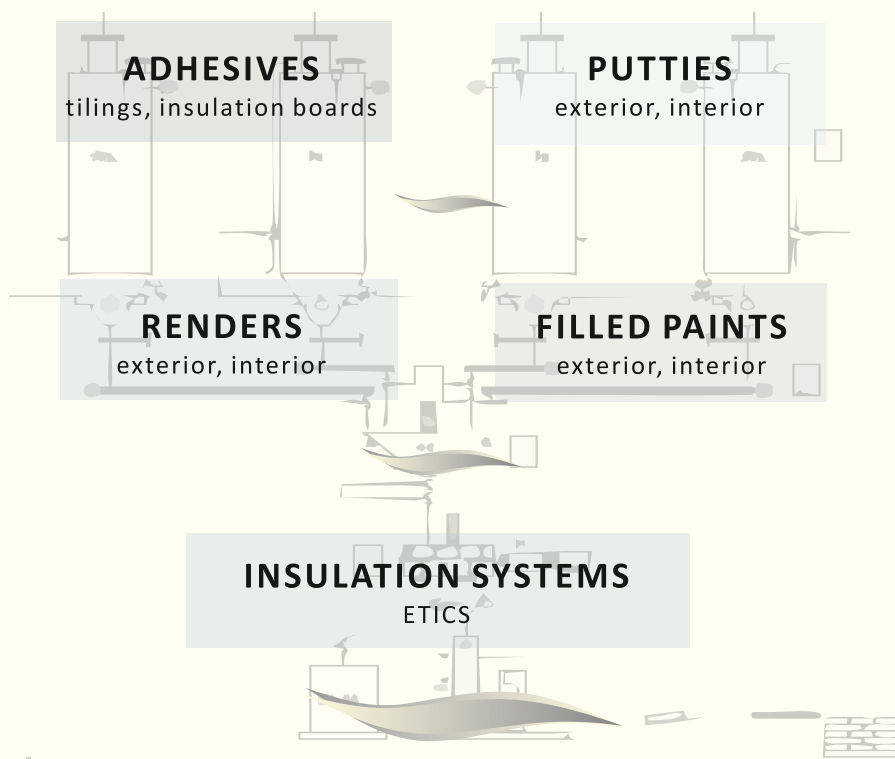 ADHESIVES
tilings, insulation boards
PUTTIES
exterior, interior
RENDERS
exterior, interior
FILLED PAINTS
exterior, interior
INSULATION SYSTEMS
ETICS